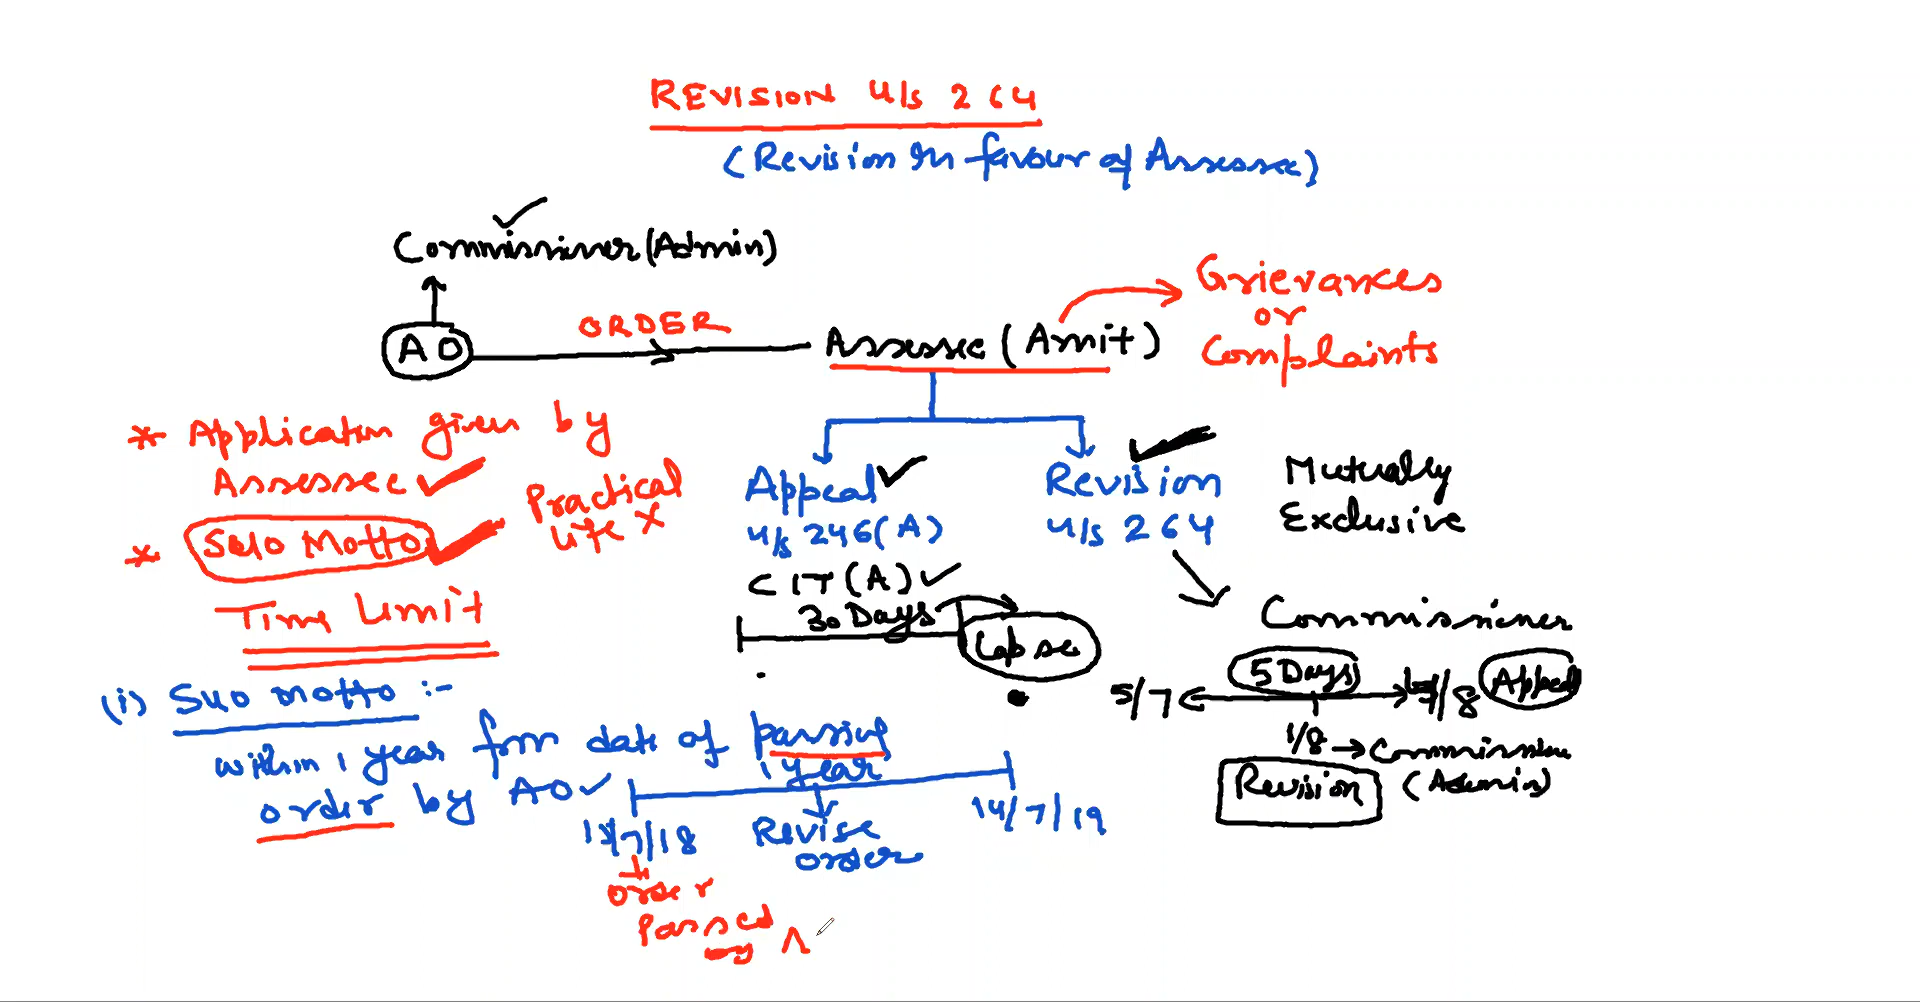 REVISION u/s 264
(Revision in favour of Assessee)
Commissioner (Admin)
AO
ORDER
Assessee (Amit)
Grievances
or
Complaints
* Application given by
Assessee
* Suo Motto
Practical
life X
Time Limit
Appeal
u/s 246(A)
CIT(A)
30 Days
Lapse
Revision
u/s 264
Mutually
Exclusive
Commissioner
5 Days
5/7
/8
Appeal
1/8 → Commission
(Admin)
Revision
(i) Suo motto :-
within 1 year from date of passing
order by AO
1 year
/7/18
Revise
order
14/7/19
order
Passed
by A